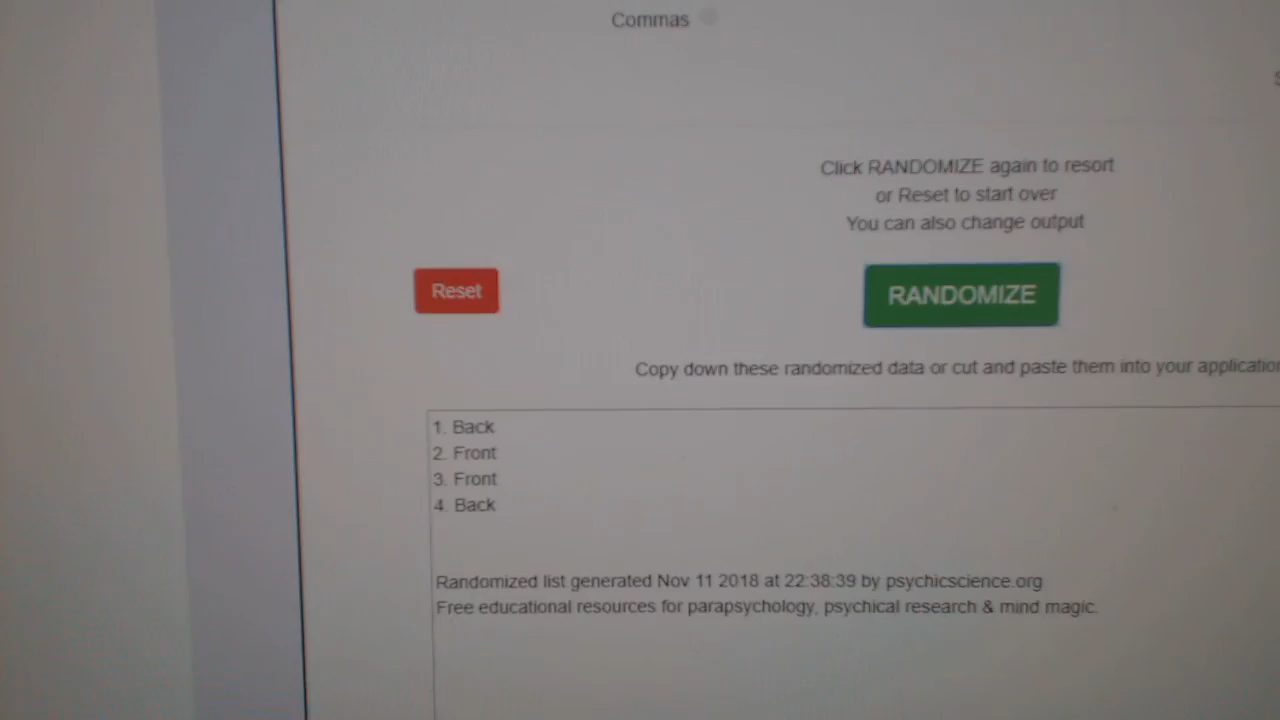 Commas
Click RANDOMIZE again to resort
or Reset to start over
You can also change output
Reset
RANDOMIZE
Copy down these randomized data or cut and paste them into your application
1. Back
2. Front
3. Front
4. Back
Randomized list generated Nov 11 2018 at 22:38:39 by psychicscience.org
Free educational resources for parapsychology, psychical research & mind magic.